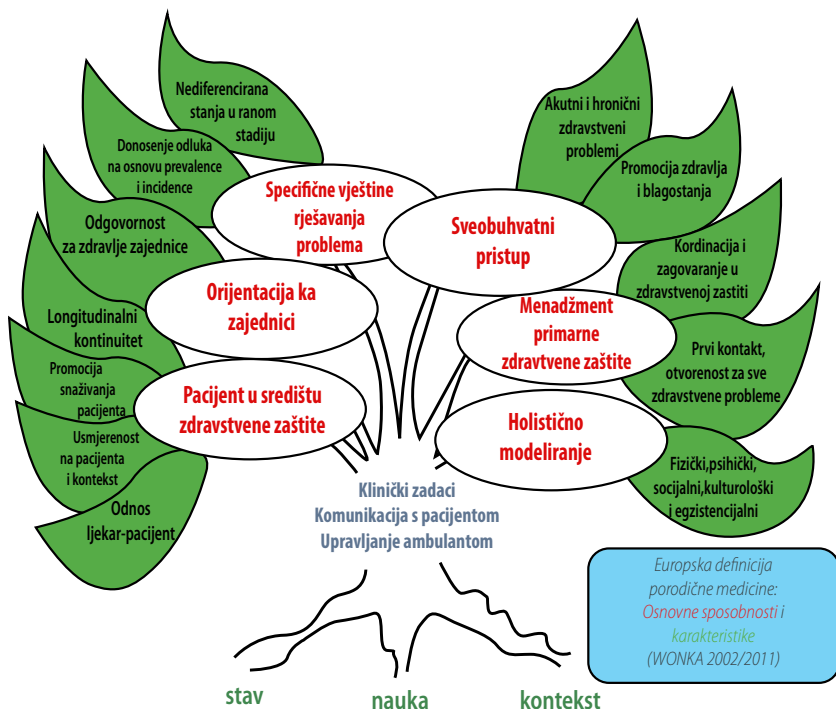 Nediferencirana
stanja u ranom
stadiju
Donosenje odluka
na osnovu prevalence
i incidence
Odgovornost
za zdravlje zajednice
Longitudinalni
kontinuitet
Promocija
snaživanja
pacijenta
Usmjerenost
na pacijenta
i kontekst
Odnos
ljekar-pacijent
Specifične vještine
rješavanja
problema
Orijentacija ka
zajednici
Pacijent u središtu
zdravstvene zaštite
Sveobuhvatni
pristup
Menadžment
primarne
zdravtvene zaštite
Holistično
modeliranje
Akutni i hronični
zdravstveni
problemi
Promocija zdravlja
i blagostanja
Kordinacija i
zagovaranje u
zdravstvenoj zastiti
Prvi kontakt,
otvorenost za sve
zdravstvene probleme
Fizički,psihički,
socijalni,kulturološki
i egzistencijalni
Klinički zadaci
Komunikacija s pacijentom
Upravljanje ambulantom
Europska definicija
porodične medicine:
Osnovne sposobnosti i
karakteristike
(WONKA 2002/2011)
stav
nauka
kontekst